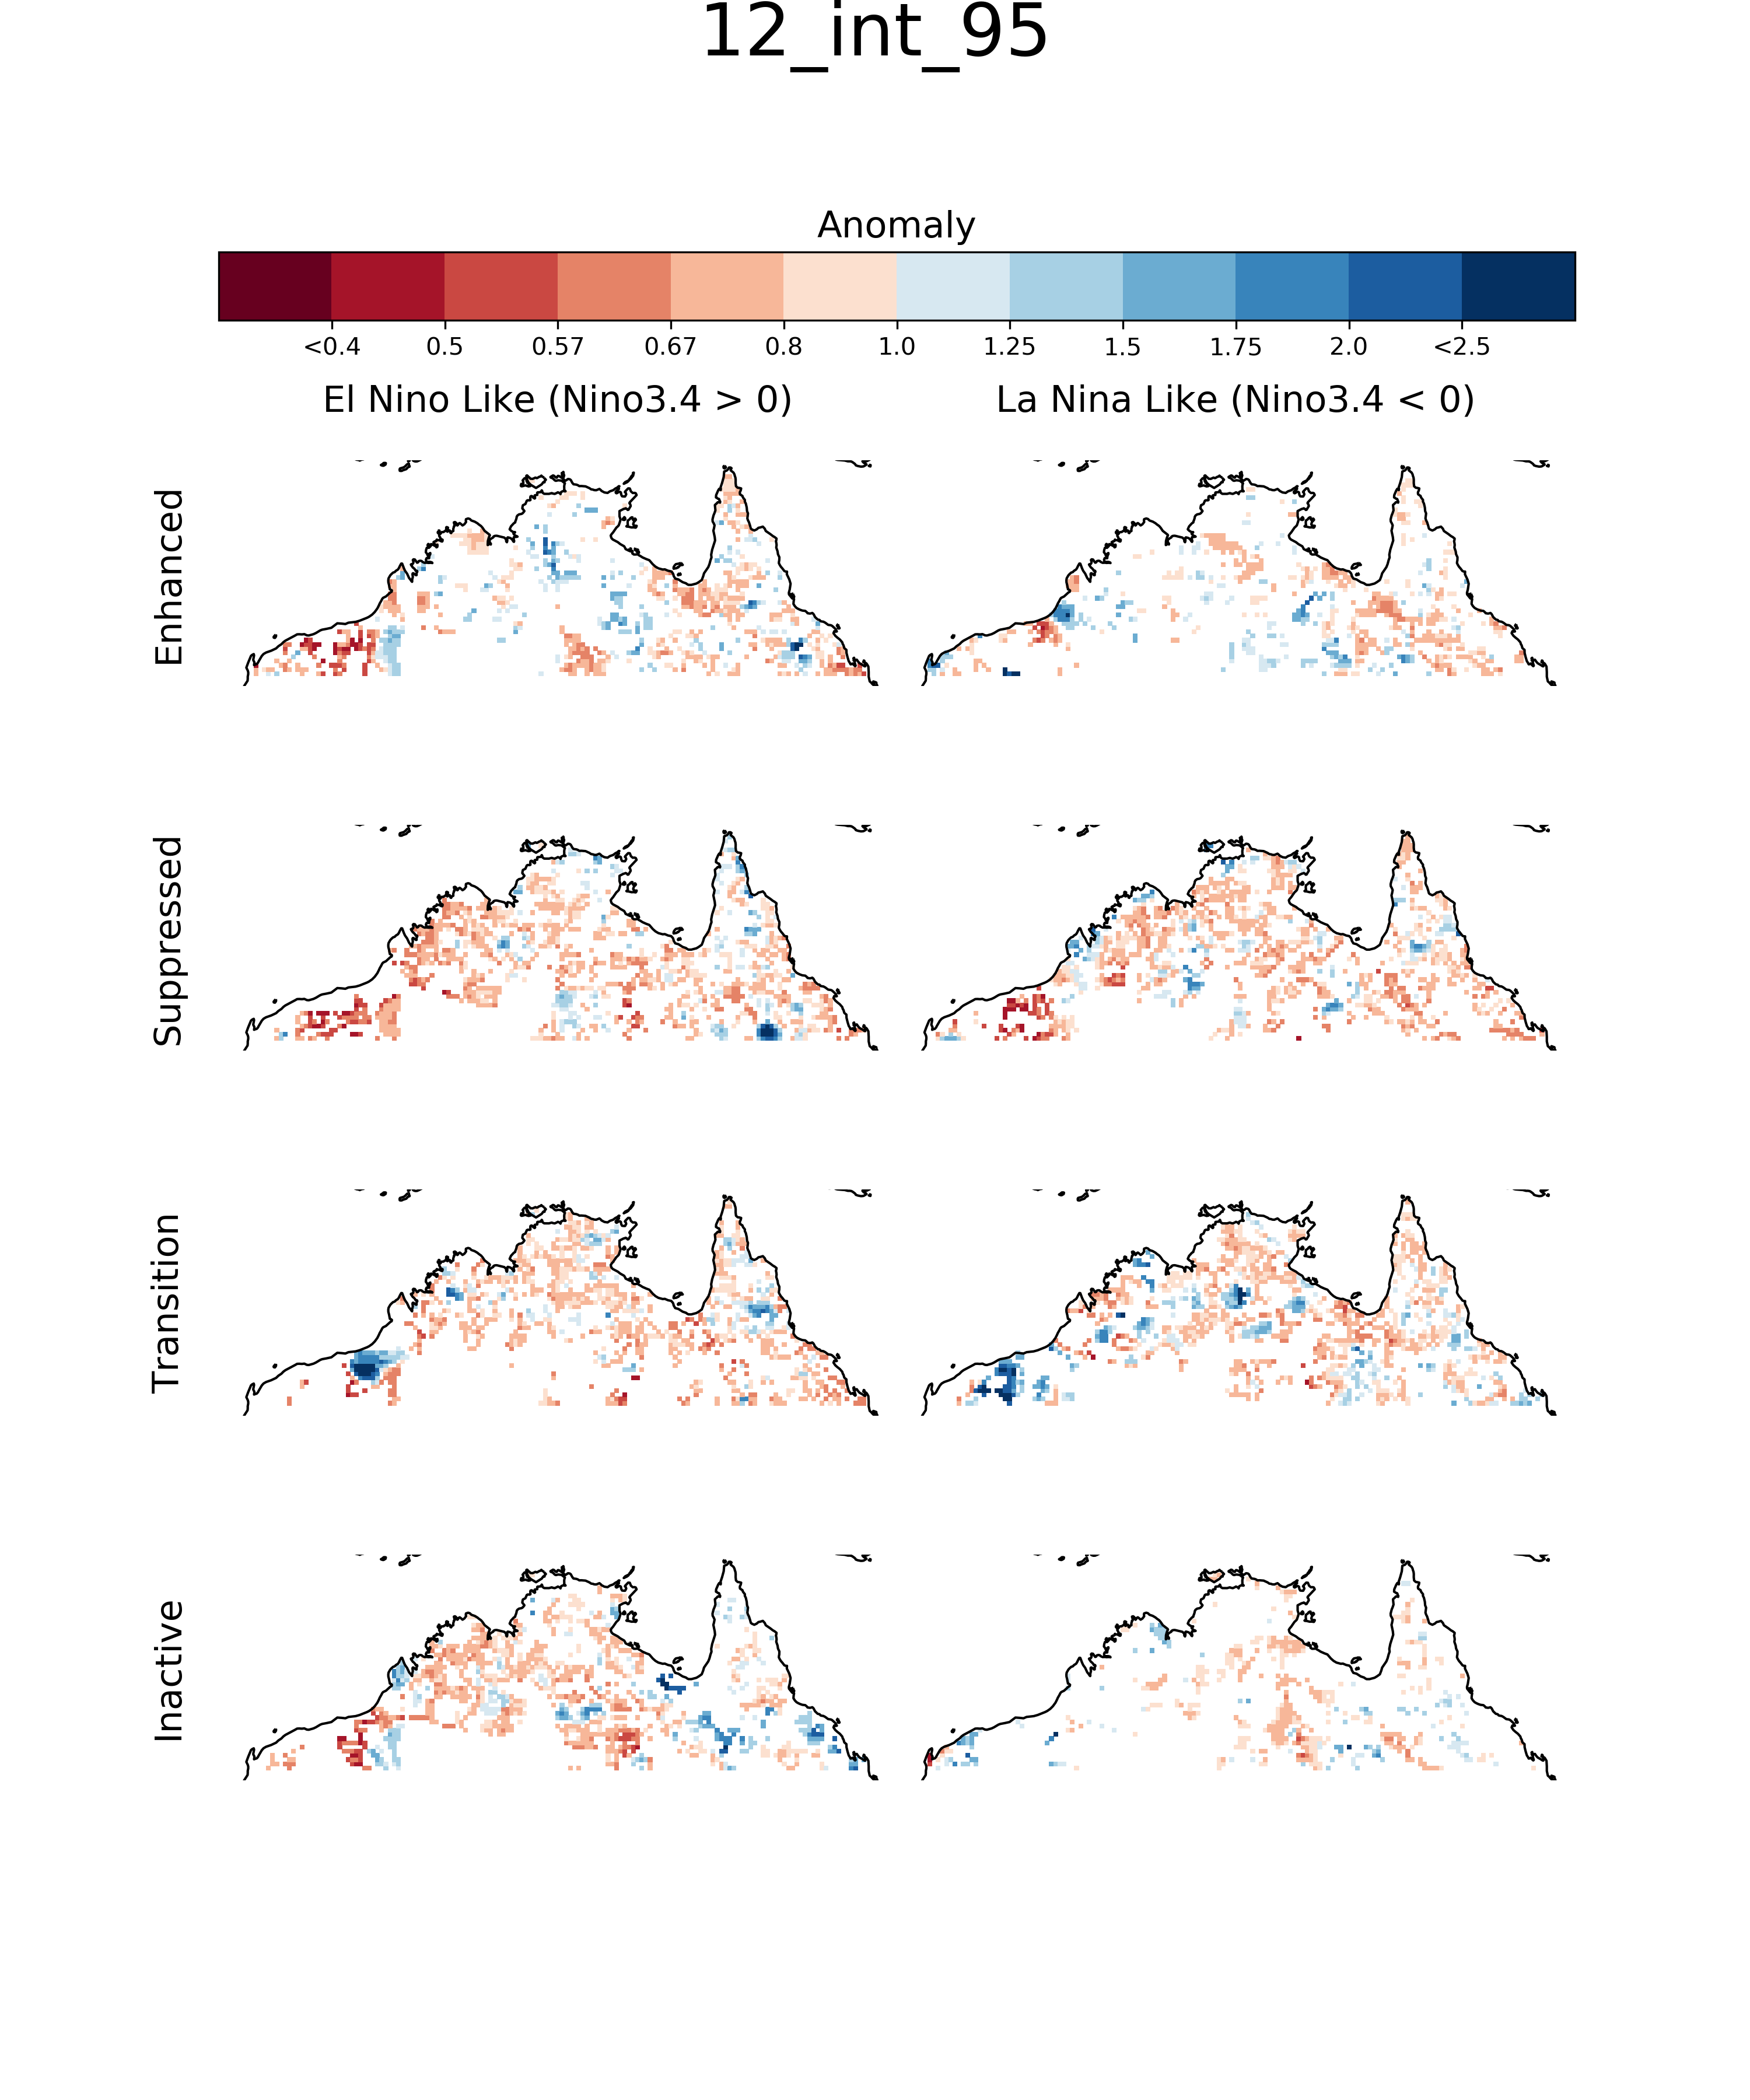 12_int_95
Anomaly
<0.4 0.5 0.57 0.67 0.8 1.0 1.25 1.5 1.75 2.0 <2.5
El Nino Like (Nino3.4 > 0) La Nina Like (Nino3.4 < 0)
Enhanced
Suppressed
Transition
Inactive